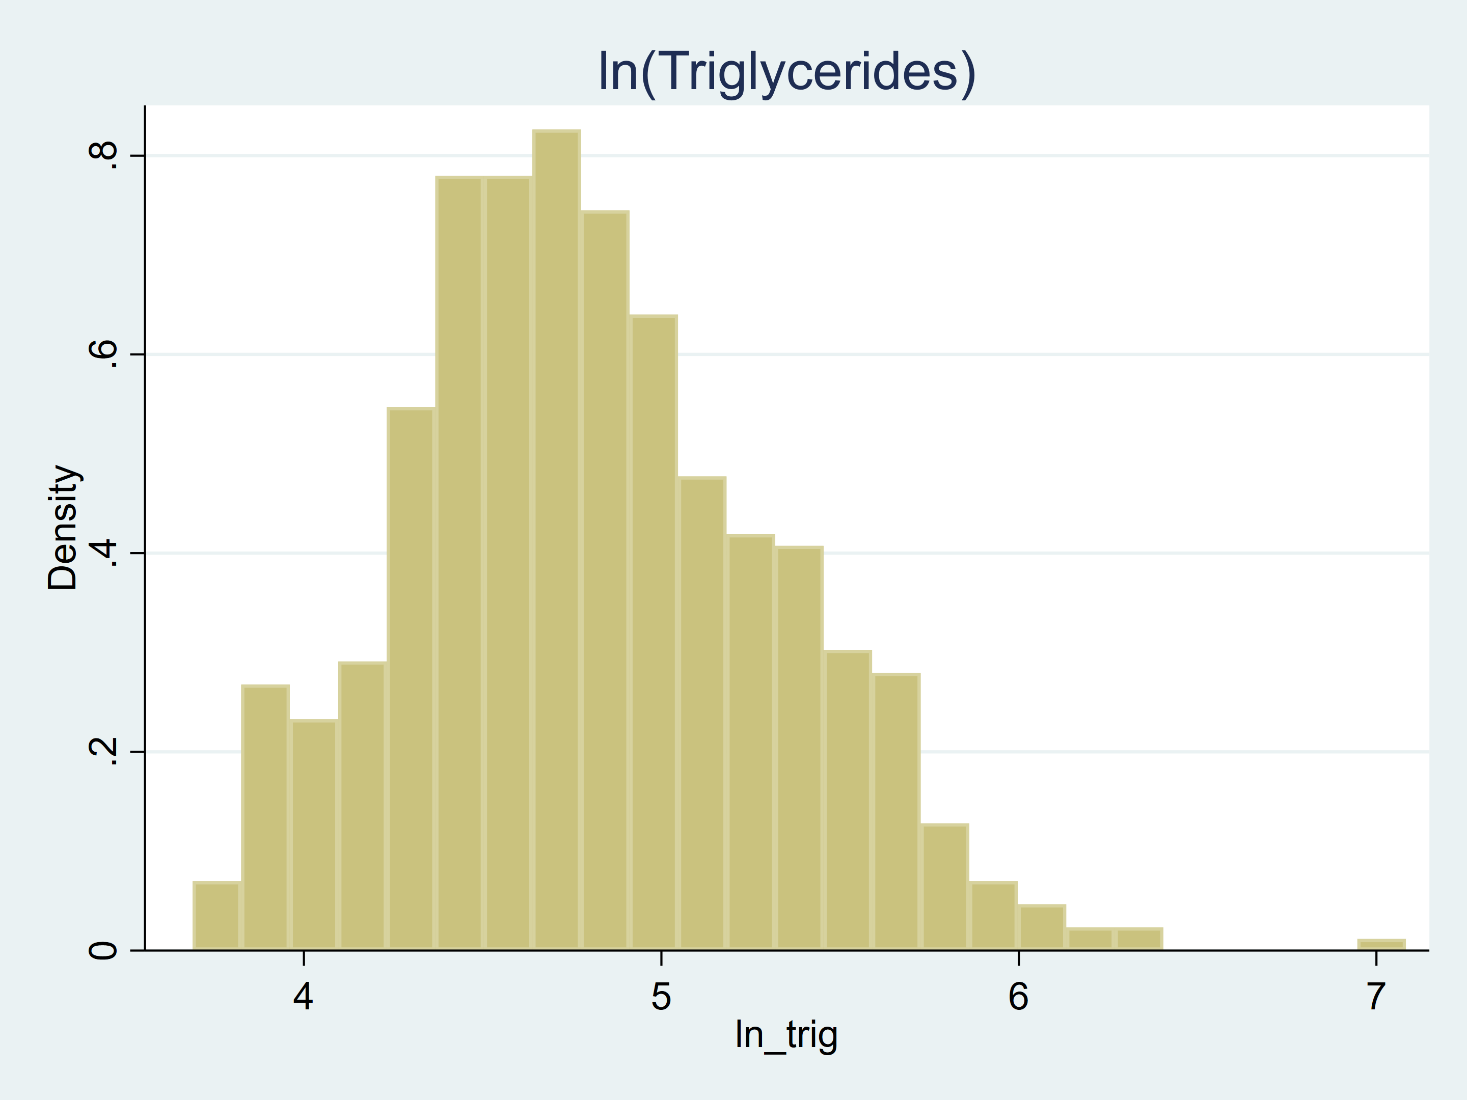 ln(Triglycerides)
.8
.6
.4
.2
0
Density
4 5 6 7
ln_trig